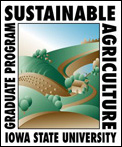 SUSTAINABLE
GRADUATE PROGRAM
AGRICULTURE
IOWA STATE UNIVERSITY